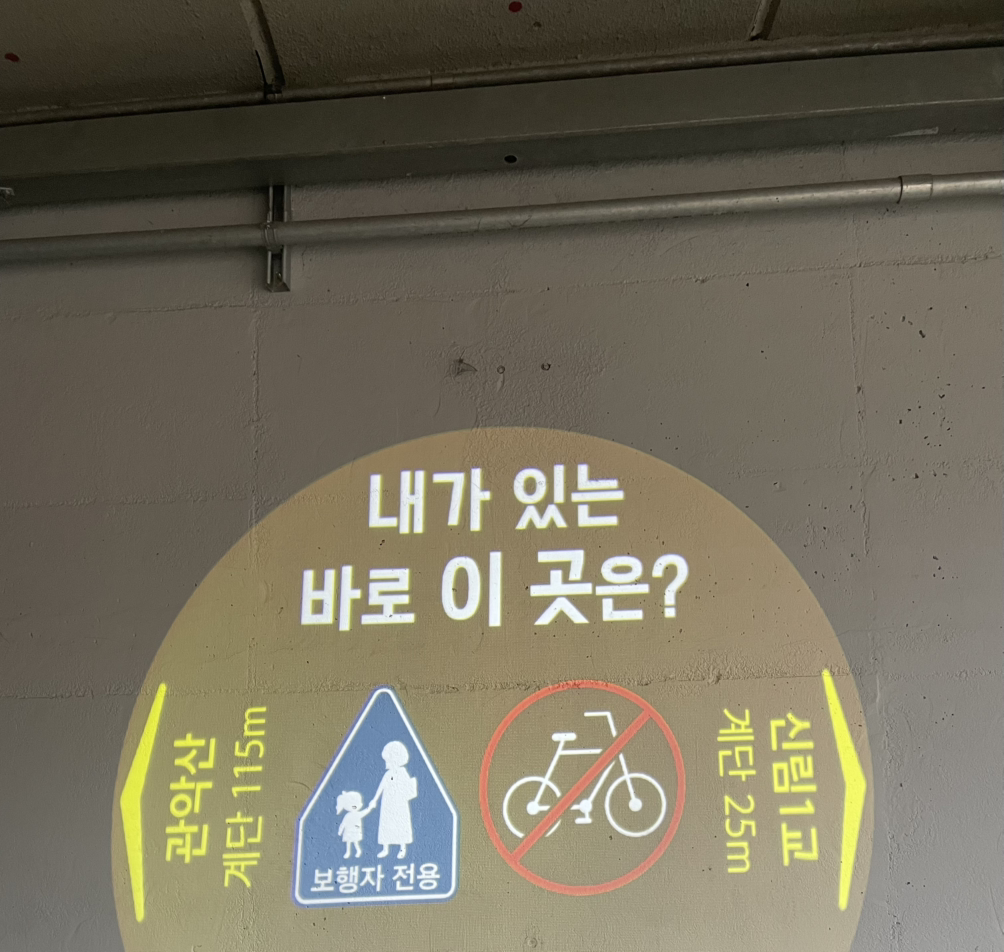 내가 있는
바로 이 곳은?
관악산
계단 115m
보행자 전용
신림1교
계단 25m